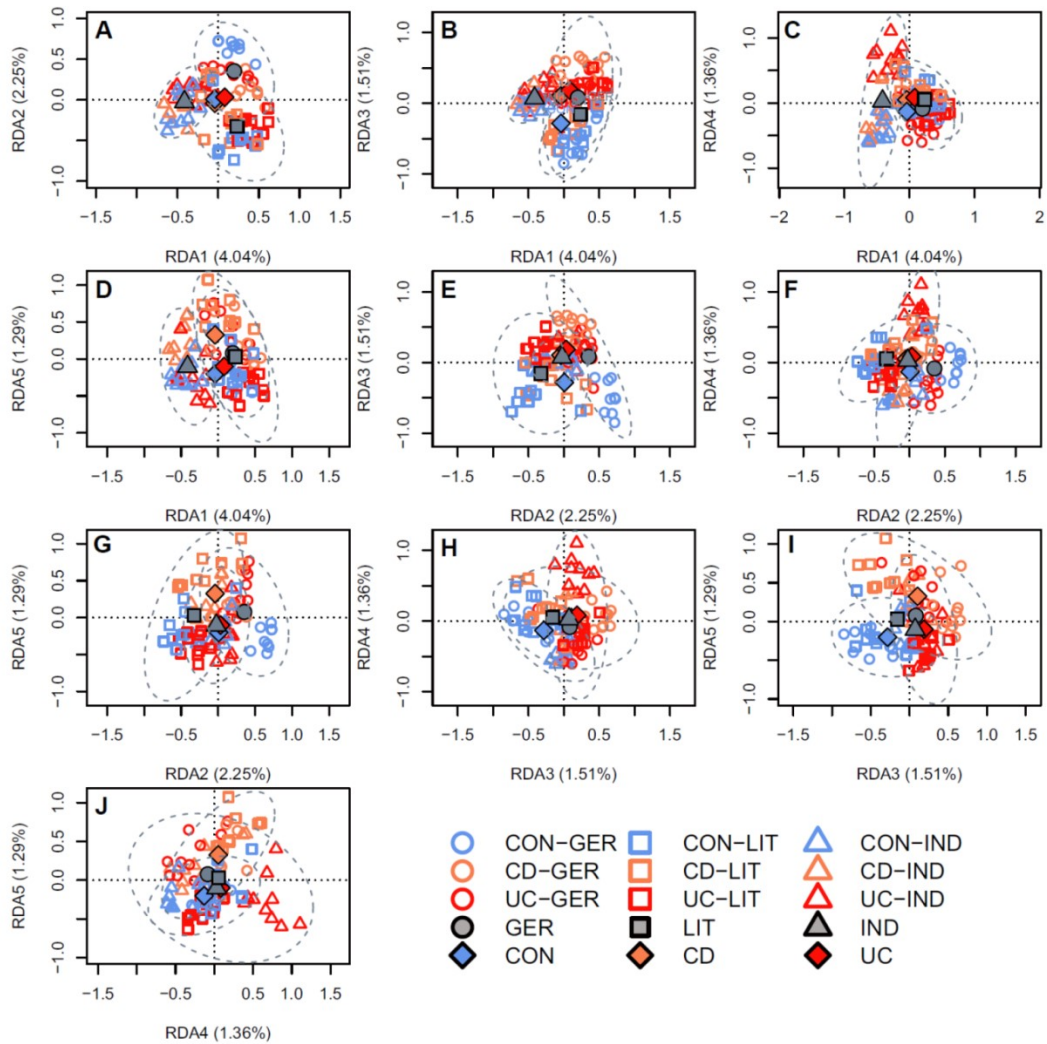 A
RDA2 (2.25%)
−1.0 0.0 0.5 1.0
−1.5 −0.5 0.5 1.0 1.5
RDA1 (4.04%)
B
RDA3 (1.51%)
−1.0 0.0 1.0
−1.5 −0.5 0.5 1.0 1.5
RDA1 (4.04%)
C
RDA4 (1.36%)
−1.0 0.0 1.0
−2 −1 0 1 2
RDA1 (4.04%)
D
RDA5 (1.29%)
−1.0 0.0 0.5 1.0
−1.5 −0.5 0.5 1.0 1.5
RDA1 (4.04%)
E
RDA3 (1.51%)
−1.0 0.0 1.0
−1.5 −0.5 0.5 1.0 1.5
RDA2 (2.25%)
F
RDA4 (1.36%)
−1.0 0.0 1.0
−1.5 −0.5 0.5 1.0 1.5
RDA2 (2.25%)
G
RDA5 (1.29%)
−1.0 0.0 0.5 1.0
−1.5 −0.5 0.5 1.0 1.5
RDA2 (2.25%)
H
RDA4 (1.36%)
−1.0 0.0 1.0
−1.5 −0.5 0.5 1.0 1.5
RDA3 (1.51%)
I
RDA5 (1.29%)
−1.0 0.0 0.5 1.0
−1.5 −0.5 0.5 1.0 1.5
RDA3 (1.51%)
J
RDA5 (1.29%)
−1.0 0.0 0.5 1.0
−1.5 −0.5 0.5 1.0 1.5
RDA4 (1.36%)
CON−GER CON−LIT CON−IND
CD−GER CD−LIT CD−IND
UC−GER UC−LIT UC−IND
GER LIT IND
CON CD UC